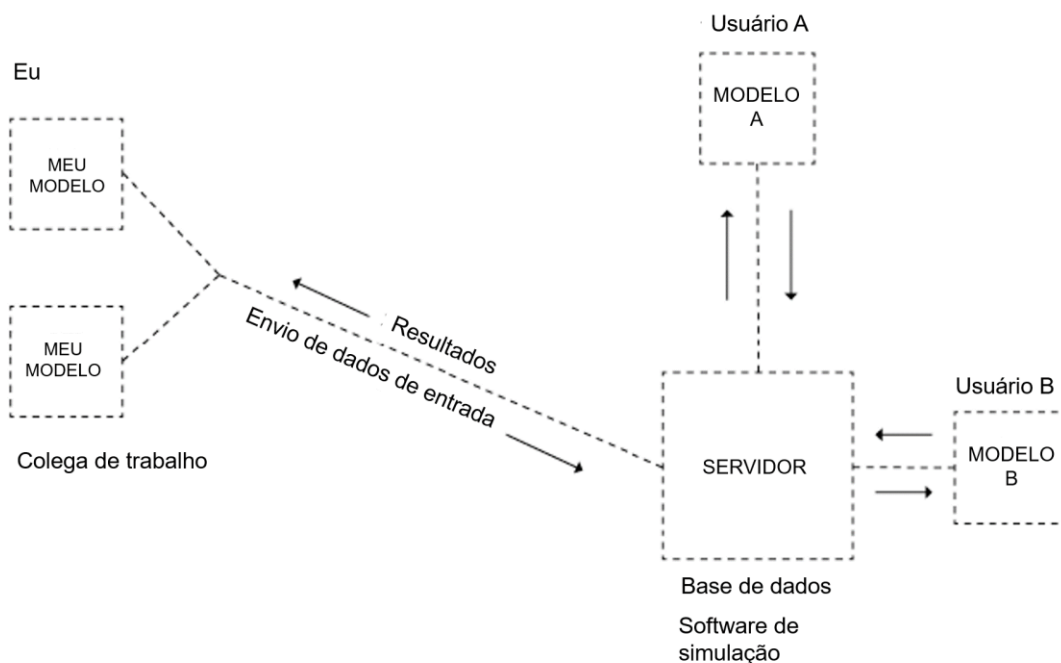 Usuário A
Eu
MODELO
A
MEU
MODELO
Resultados
Envio de dados de entrada
MEU
MODELO
Usuário B
SERVIDOR
MODELO
B
Colega de trabalho
Base de dados
Software de
simulação